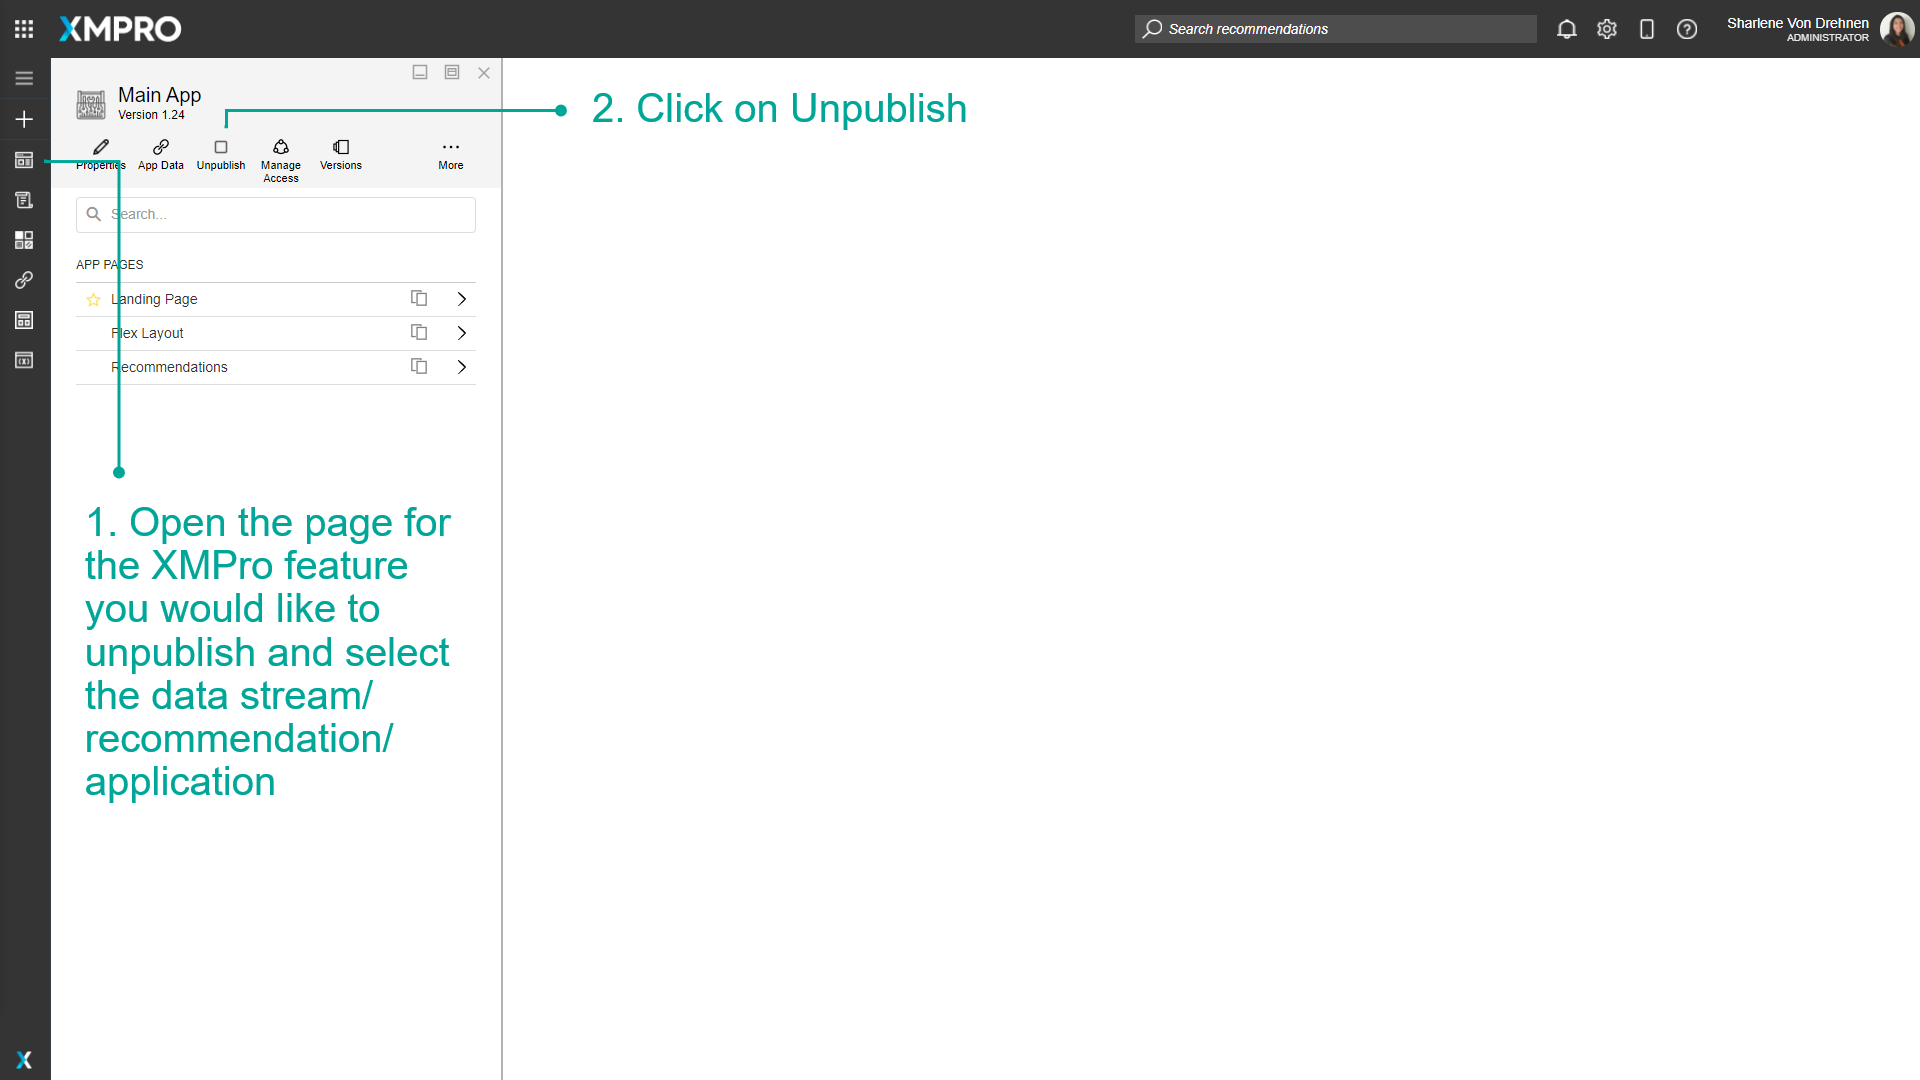 XMPRO
Search recommendations
Sharlene Von Drehnen
ADMINISTRATOR
Main App
Version 1.24
2. Click on Unpublish
Properties
App Data
Unpublish
Manage
Access
Versions
More
Search...
APP PAGES
Landing Page
Flex Layout
Recommendations
1. Open the page for
the XMPro feature
you would like to
unpublish and select
the data stream/
recommendation/
application